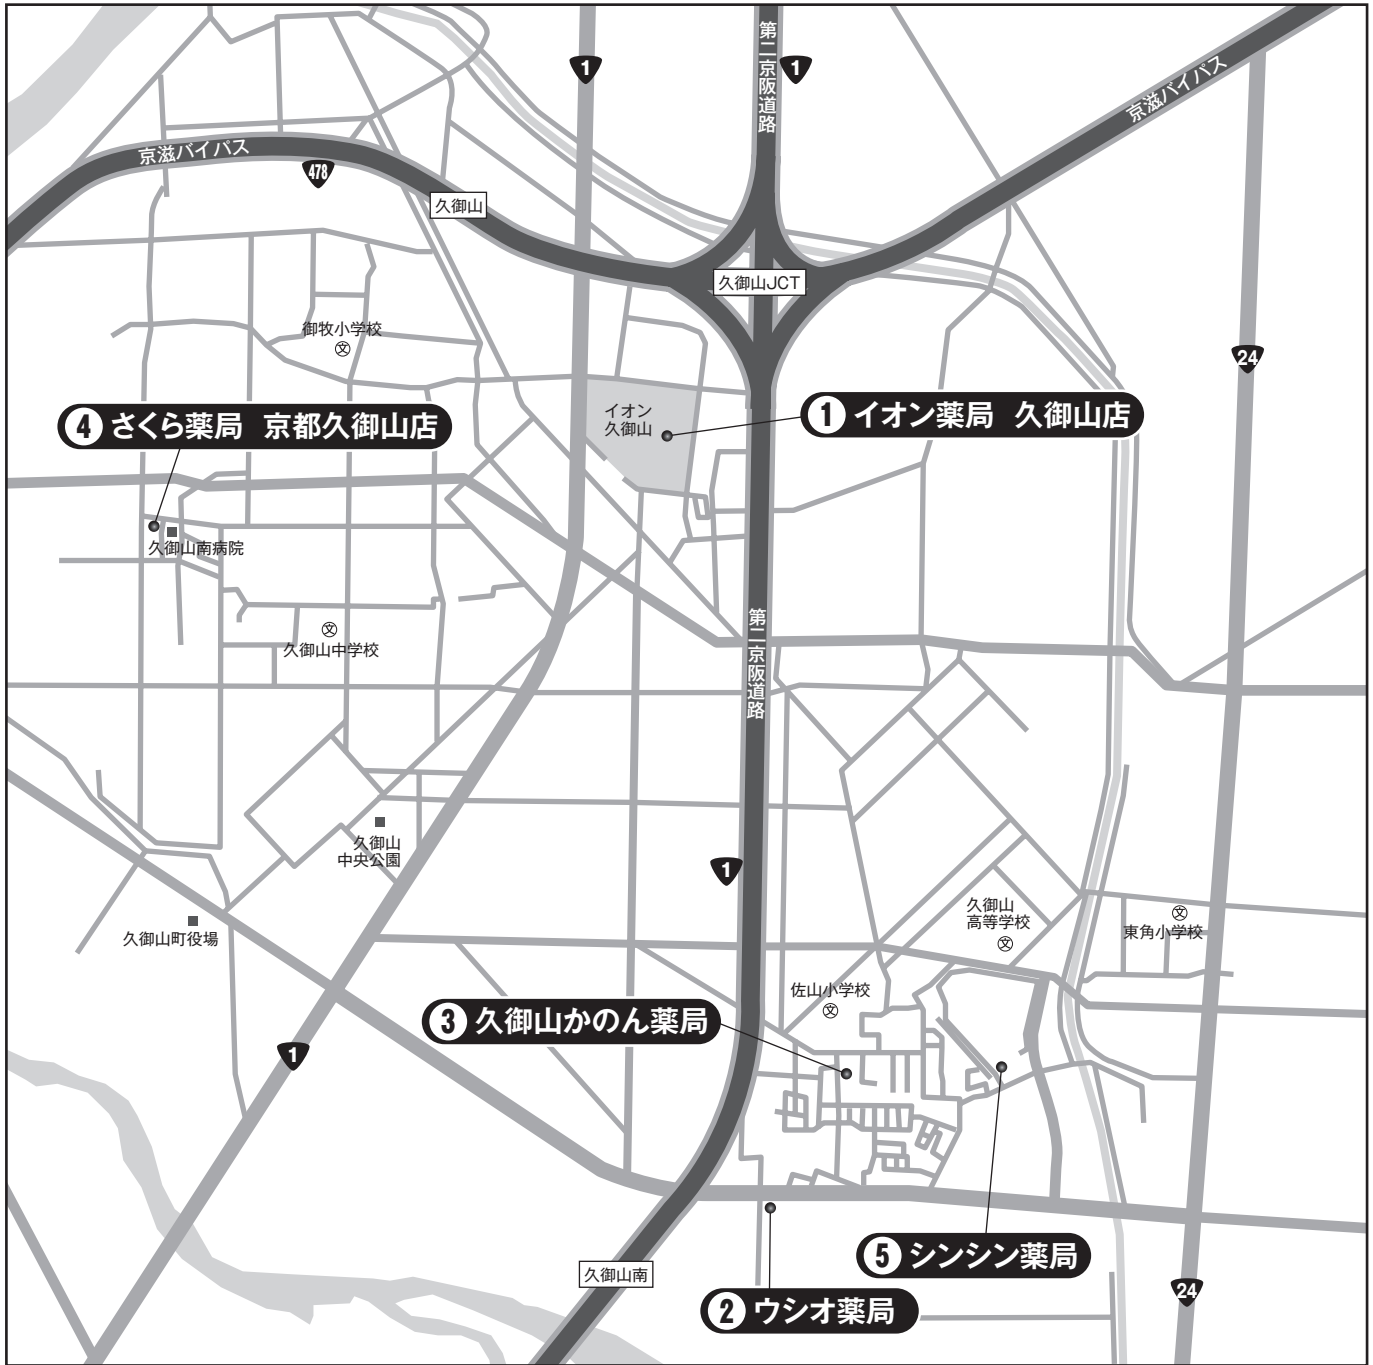 1
第二京阪道路
1
京滋バイパス
京滋バイパス
478
久御山
久御山JCT
御牧小学校
文
24
イオン
久御山
1 イオン薬局 久御山店
4 さくら薬局 京都久御山店
久御山南病院
文
久御山中学校
第二京阪道路
久御山
中央公園
1
久御山
高等学校
文
文
東角小学校
久御山町役場
佐山小学校
文
3 久御山かのん薬局
1
5 シンシン薬局
久御山南
2 ウシオ薬局
24